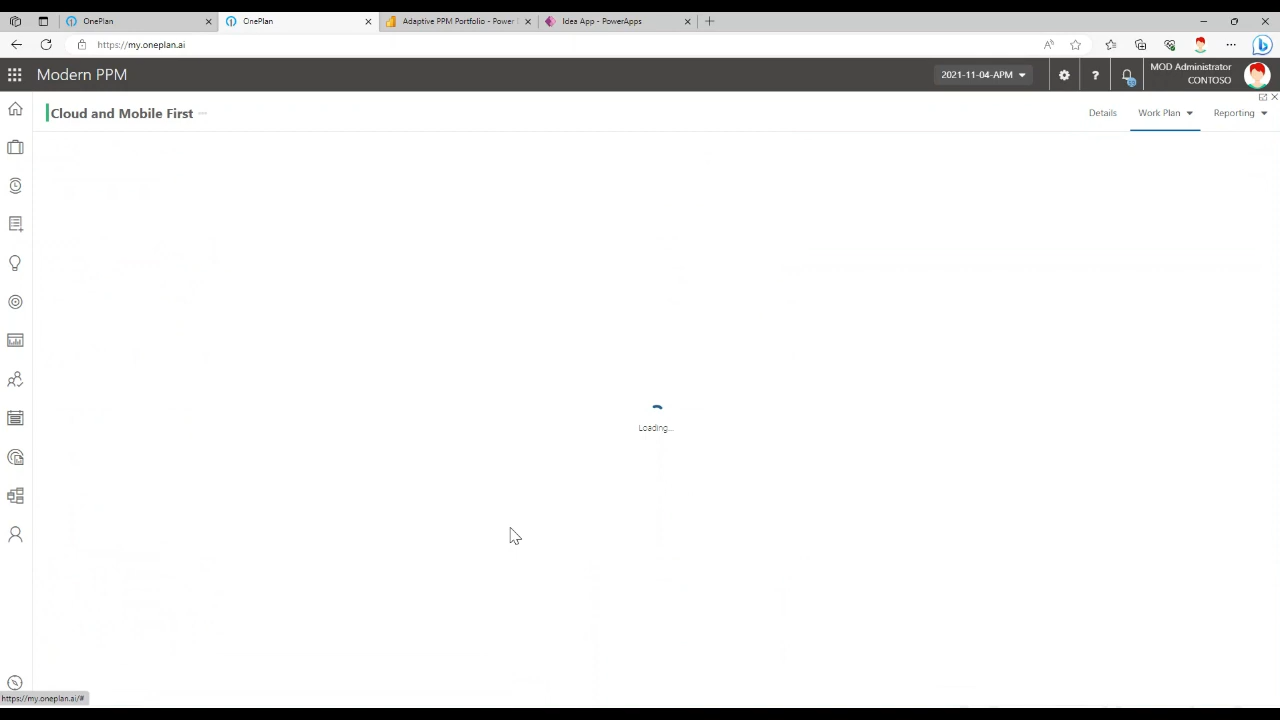 OnePlan
OnePlan
Adaptive PPM Portfolio - Power
Idea App - PowerApps
https://my.oneplan.ai
Modern PPM
2021-11-04-APM
?
MOD Administrator
CONTOSO
Cloud and Mobile First
Details
Work Plan
Reporting
Loading...
https://my.oneplan.ai/#